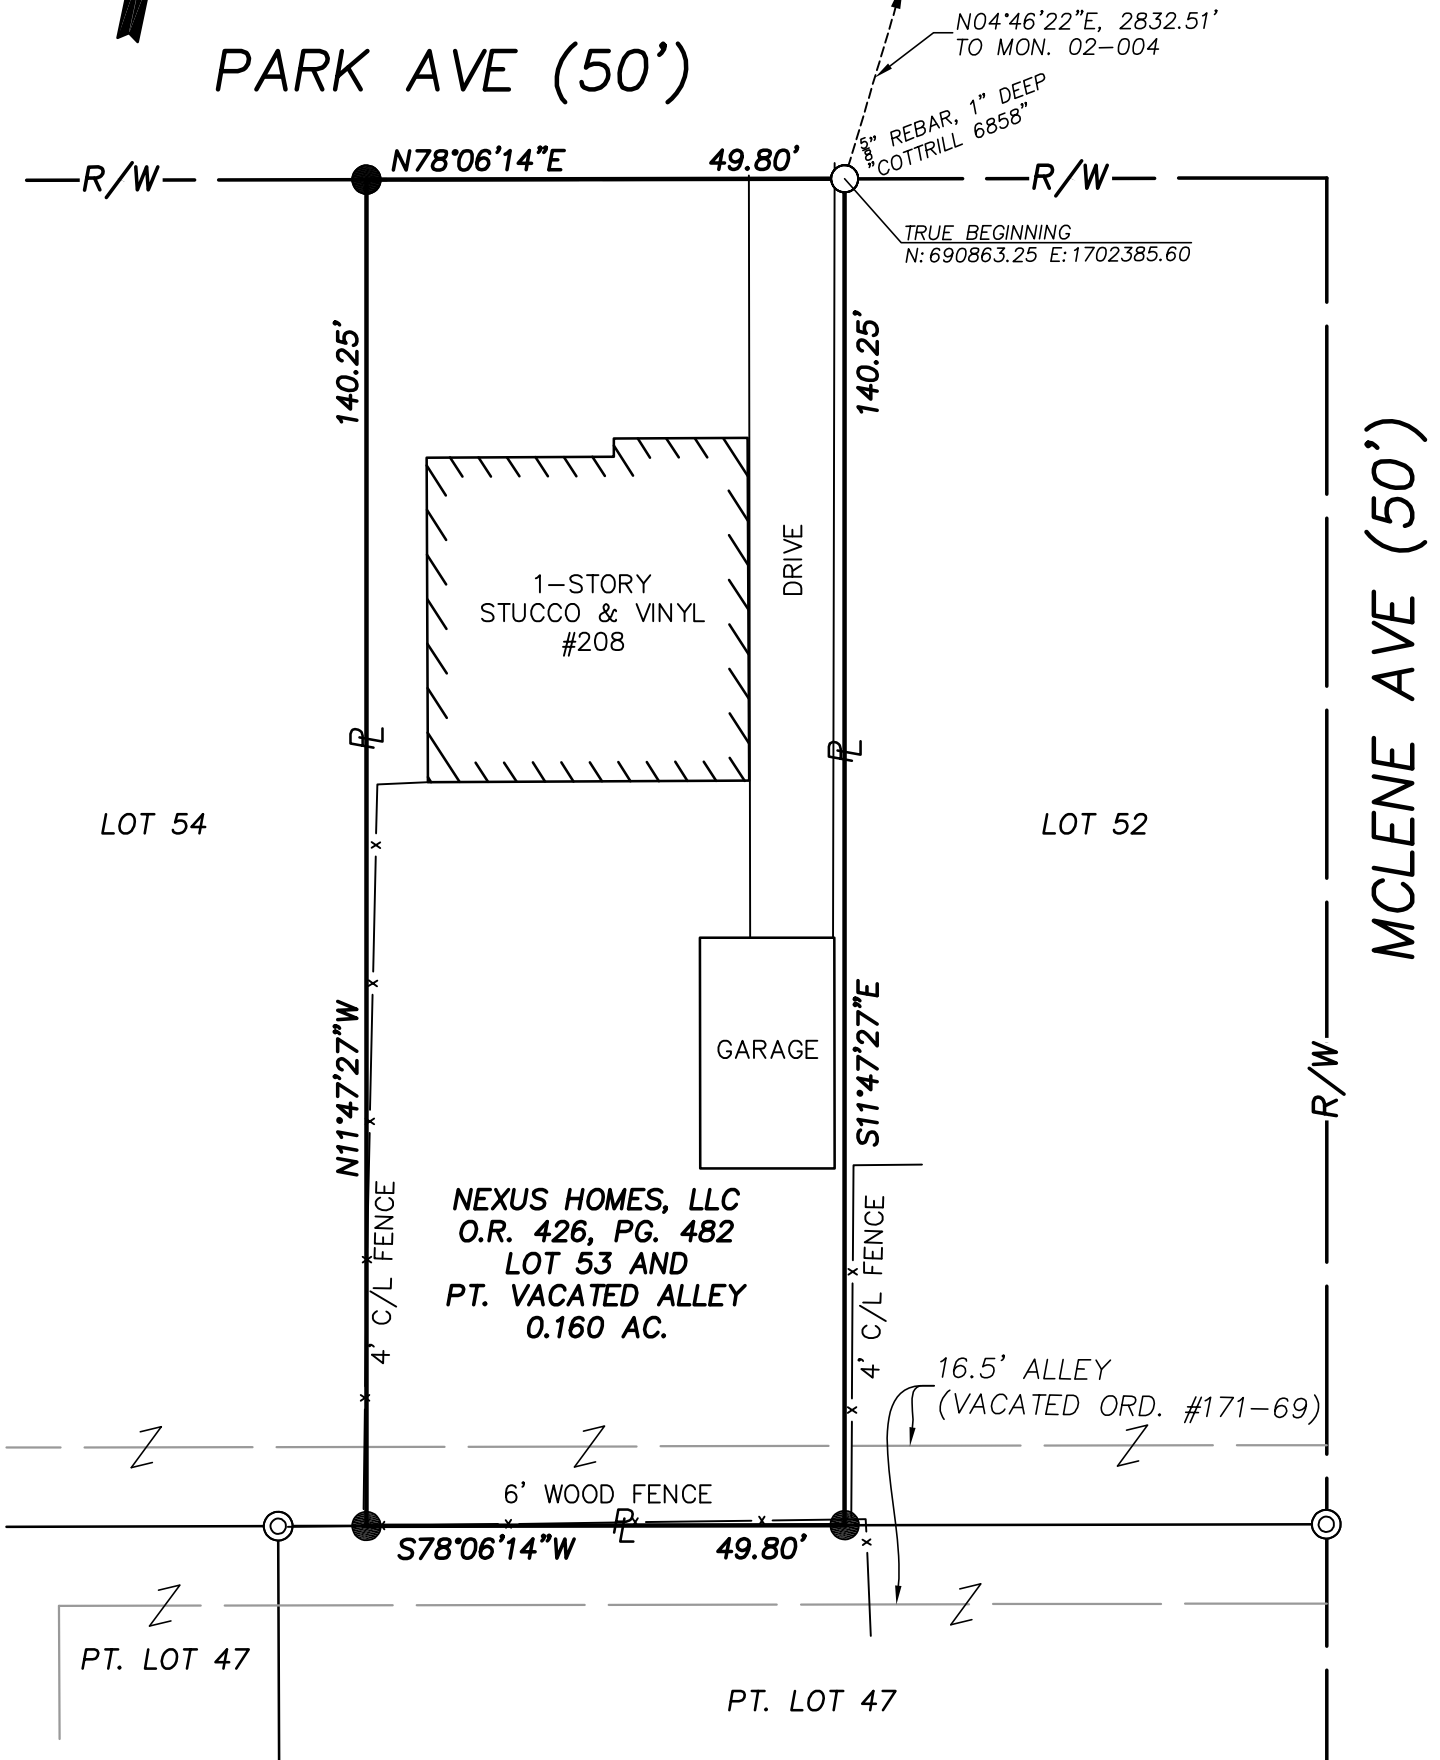 N04°46'22"E, 2832.51'
TO MON. 02-004
PARK AVE (50')
5/8" REBAR, 1" DEEP
"COTTRILL 6858"
N78°06'14"E 49.80'
R/W
R/W
TRUE BEGINNING
N: 690863.25 E: 1702385.60
140.25'
140.25'
MCLENE AVE (50')
DRIVE
1-STORY
STUCCO & VINYL
#208
PL
PL
LOT 54
LOT 52
N11°47'27"W
GARAGE
S11°47'27"E
R/W
NEXUS HOMES, LLC
O.R. 426, PG. 482
LOT 53 AND
PT. VACATED ALLEY
0.160 AC.
4' C/L FENCE
4' C/L FENCE
16.5' ALLEY
(VACATED ORD. #171-69)
6' WOOD FENCE
PL
S78°06'14"W 49.80'
PT. LOT 47
PT. LOT 47